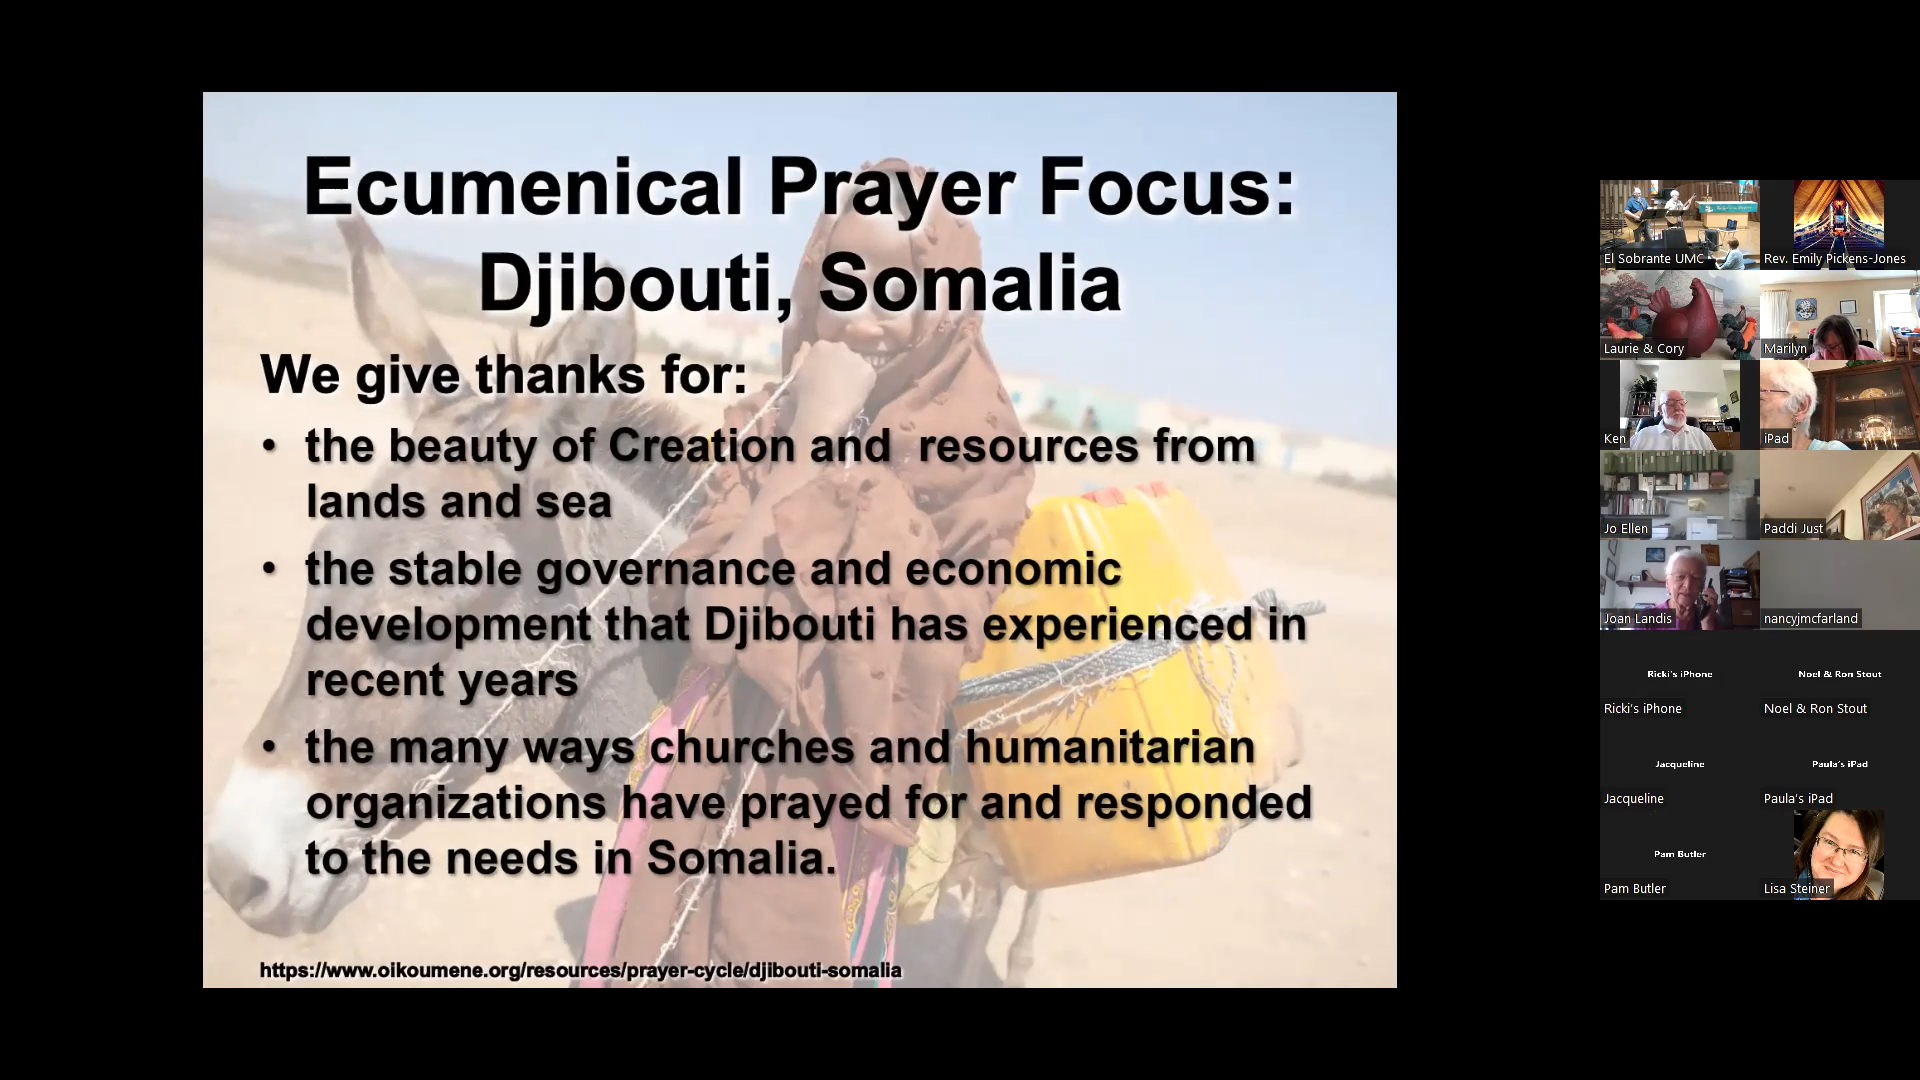 Ecumenical Prayer Focus:
Djibouti, Somalia
We give thanks for:
• the beauty of Creation and  resources from
lands and sea
• the stable governance and economic
development that Djibouti has experienced in
recent years
• the many ways churches and humanitarian
organizations have prayed for and responded
to the needs in Somalia.
https://www.oikoumene.org/resources/prayer-cycle/djibouti-somalia
El Sobrante UMC
Rev. Emily Pickens-Jones
Laurie & Cory
Marilyn
Ken
iPad
Jo Ellen
Paddi Just
Joan Landis
nancyjmcfarland
Ricki's iPhone
Noel & Ron Stout
Ricki's iPhone
Noel & Ron Stout
Jacqueline
Paula's iPad
Jacqueline
Paula's iPad
Pam Butler
Pam Butler
Lisa Steiner